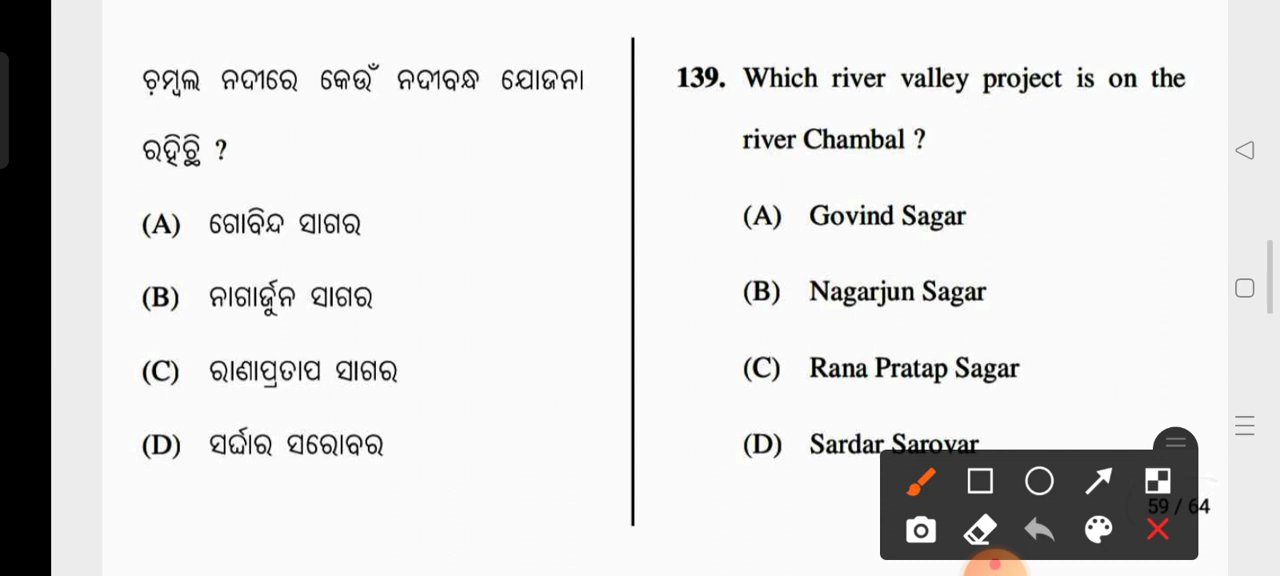 ଚମ୍ବଲ ନଦୀରେ କେଉଁ ନଦୀବନ୍ଧ ଯୋଜନା
ରହିଛି ?
(A) ଗୋବିନ୍ଦ ସାଗର
(B) ନାଗାର୍ଜୁନ ସାଗର
(C) ରାଣାପ୍ରତାପ ସାଗର
(D) ସର୍ଦ୍ଦାର ସରୋବର
139. Which river valley project is on the
river Chambal ?
(A) Govind Sagar
(B) Nagarjun Sagar
(C) Rana Pratap Sagar
(D) Sardar Sarovar
59 / 64